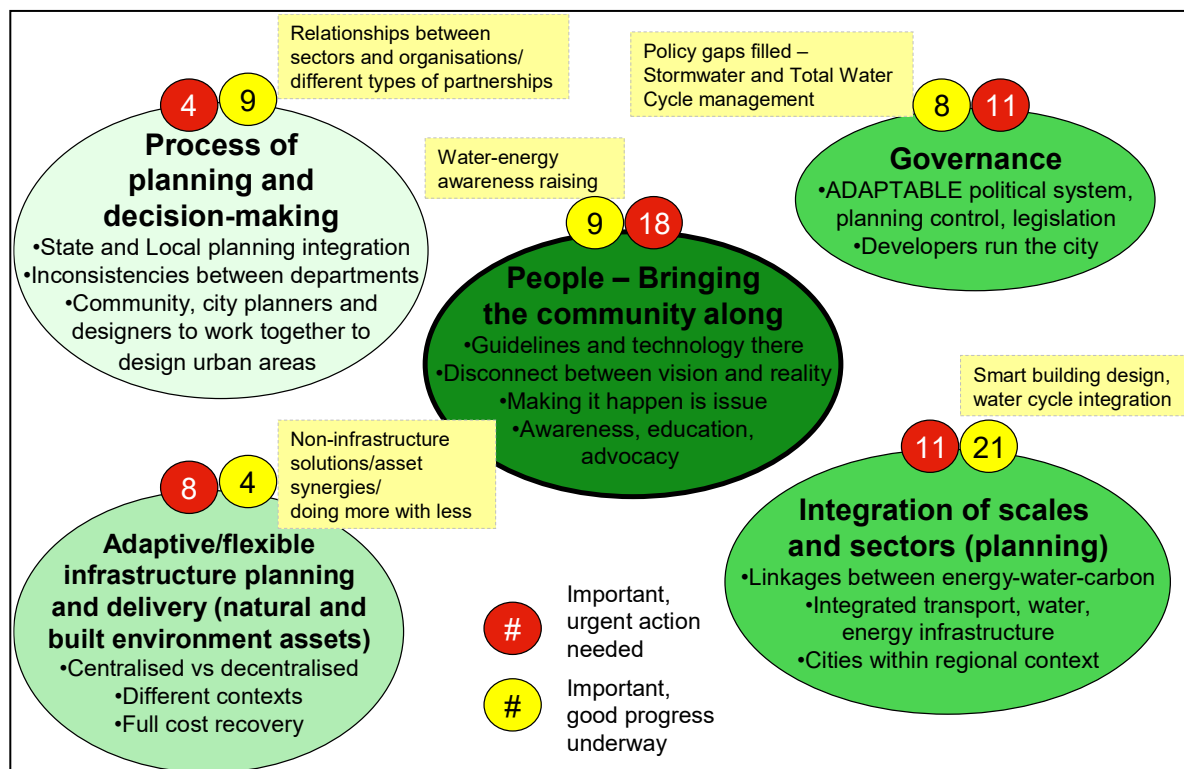 Relationships between
sectors and organisations/
different types of partnerships
4
9
Process of
planning and
decision-making
•State and Local planning integration
•Inconsistencies between departments
•Community, city planners and
designers to work together to
design urban areas
Policy gaps filled –
Stormwater and Total Water
Cycle management
8
11
Governance
•ADAPTABLE political system,
planning control, legislation
•Developers run the city
Water-energy
awareness raising
9
18
People – Bringing
the community along
•Guidelines and technology there
•Disconnect between vision and reality
•Making it happen is issue
•Awareness, education,
advocacy
Non-infrastructure
solutions/asset
synergies/
doing more with less
8
4
Adaptive/flexible
infrastructure planning
and delivery (natural and
built environment assets)
•Centralised vs decentralised
•Different contexts
•Full cost recovery
Smart building design,
water cycle integration
11
21
Integration of scales
and sectors (planning)
•Linkages between energy-water-carbon
•Integrated transport, water,
energy infrastructure
•Cities within regional context
#
Important,
urgent action
needed
#
Important,
good progress
underway